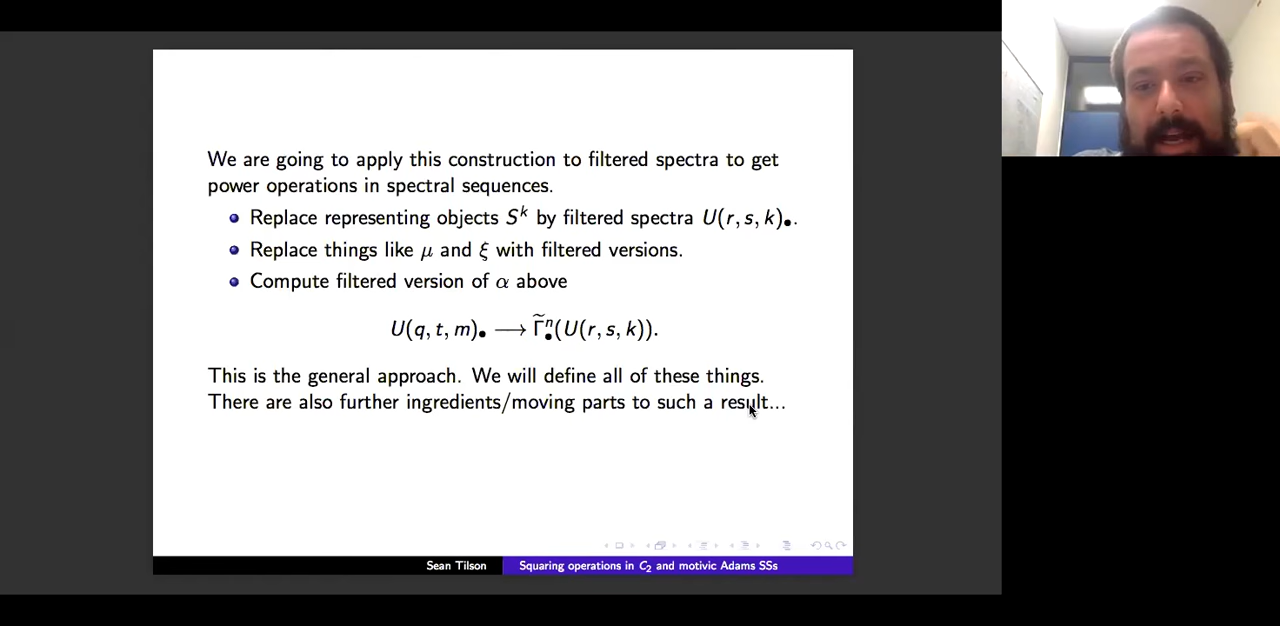 We are going to apply this construction to filtered spectra to get
power operations in spectral sequences.
Replace representing objects S^k by filtered spectra U(r, s, k)•.
Replace things like μ and ξ with filtered versions.
Compute filtered version of α above
U(q, t, m)• ⟶ Γ̃^n_•(U(r, s, k)).
This is the general approach. We will define all of these things.
There are also further ingredients/moving parts to such a result...
Sean Tilson Squaring operations in C₂ and motivic Adams SSs